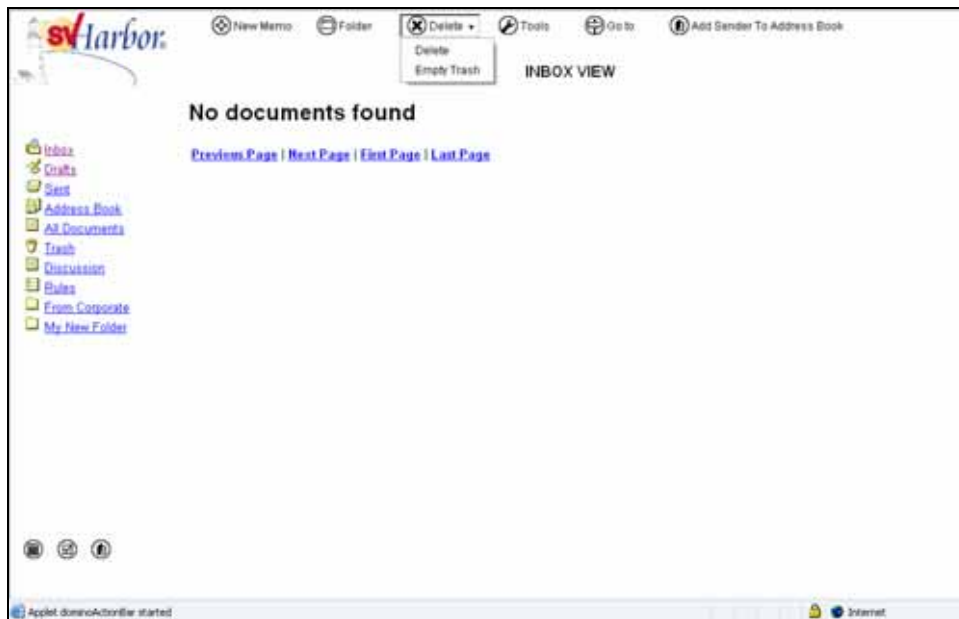 SVHarbor.
New Memo Folder Delete Tools Go to Add Sender To Address Book
Delete
Empty Trash
INBOX VIEW
No documents found
Previous Page | Next Page | First Page | Last Page
Inbox
Drafts
Sent
Address Book
All Documents
Trash
Discussion
Rules
From Corporate
My New Folder
Applet dominoActionBar started
Internet